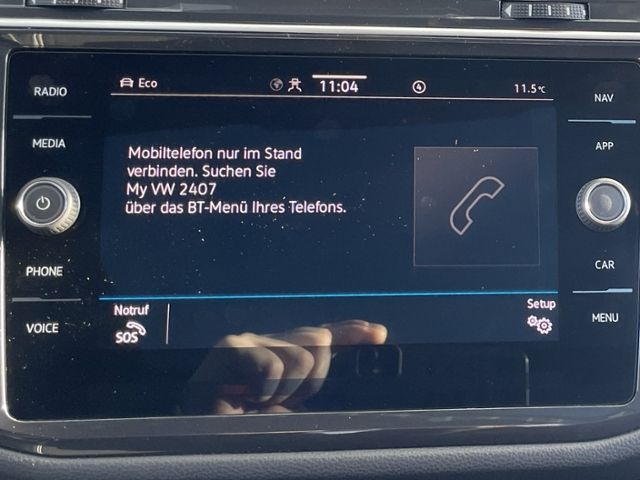 RADIO
MEDIA
PHONE
VOICE
Eco
11:04
4
11.5°C
Mobiltelefon nur im Stand
verbinden. Suchen Sie
My VW 2407
über das BT-Menü Ihres Telefons.
Notruf
SOS
Setup
NAV
APP
CAR
MENU